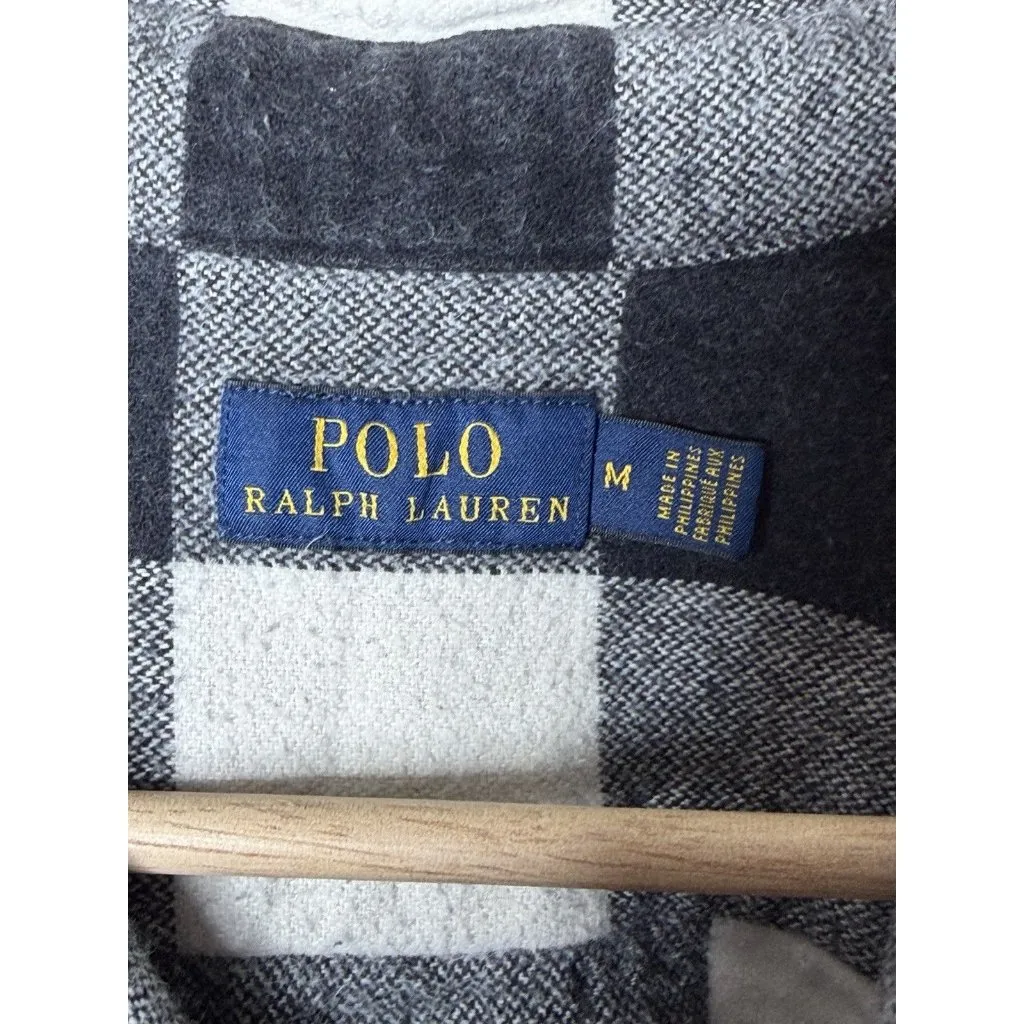 POLO
RALPH LAUREN
M
MADE IN
PHILIPPINES
FABRIQUÉ AUX
PHILIPPINES